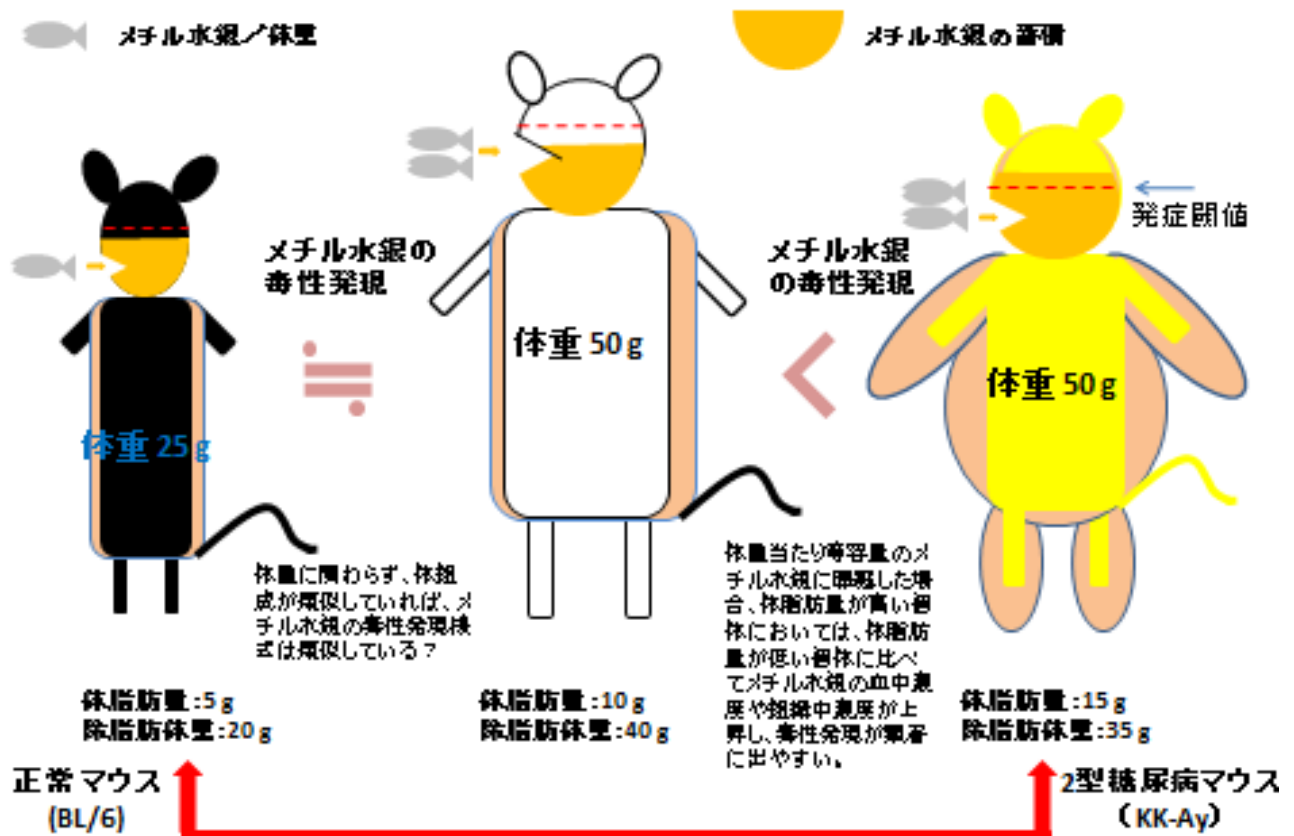 メチル水銀／体重
メチル水銀の蓄積
発症閾値
メチル水銀の
毒性発現
メチル水銀
の毒性発現
≒
<
体重 25 g
体重 50 g
体重 50 g
体重に関わらず、体組
成が類似していれば、メ
チル水銀の毒性発現様
式は類似している？
体重当たり等容量のメ
チル水銀に曝露した場
合、体脂肪量が高い個
体においては、体脂肪
量が低い個体に比べ
てメチル水銀の血中濃
度や組織中濃度が上
昇し、毒性発現が顕著
に出やすい。
体脂肪量:5 g
除脂肪体重:20 g
体脂肪量:10 g
除脂肪体重:40 g
体脂肪量:15 g
除脂肪体重:35 g
正常マウス
(BL/6)
2型糖尿病マウス
（KK-Ay）